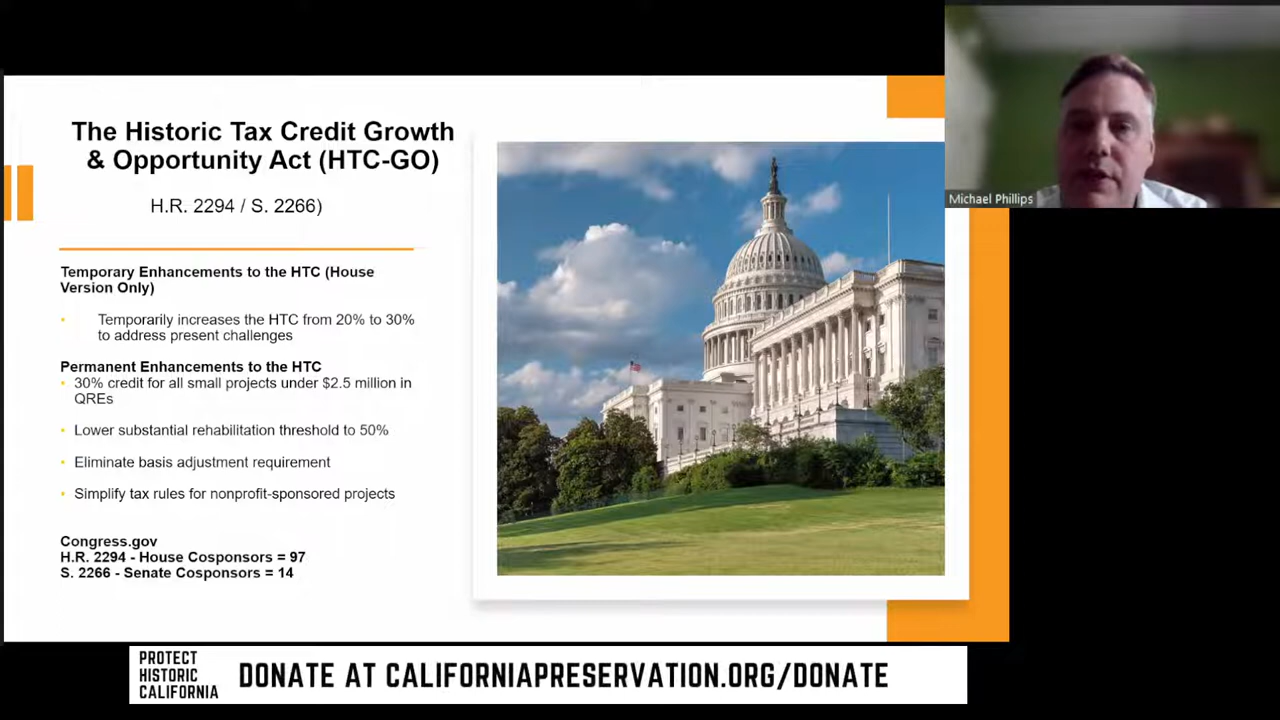 The Historic Tax Credit Growth
& Opportunity Act (HTC-GO)
H.R. 2294 / S. 2266)
Temporary Enhancements to the HTC (House
Version Only)
• Temporarily increases the HTC from 20% to 30%
to address present challenges
Permanent Enhancements to the HTC
• 30% credit for all small projects under $2.5 million in
QREs
• Lower substantial rehabilitation threshold to 50%
• Eliminate basis adjustment requirement
• Simplify tax rules for nonprofit-sponsored projects
Congress.gov
H.R. 2294 - House Cosponsors = 97
S. 2266 - Senate Cosponsors = 14
Michael Phillips
PROTECT
HISTORIC
CALIFORNIA
DONATE AT CALIFORNIAPRESERVATION.ORG/DONATE